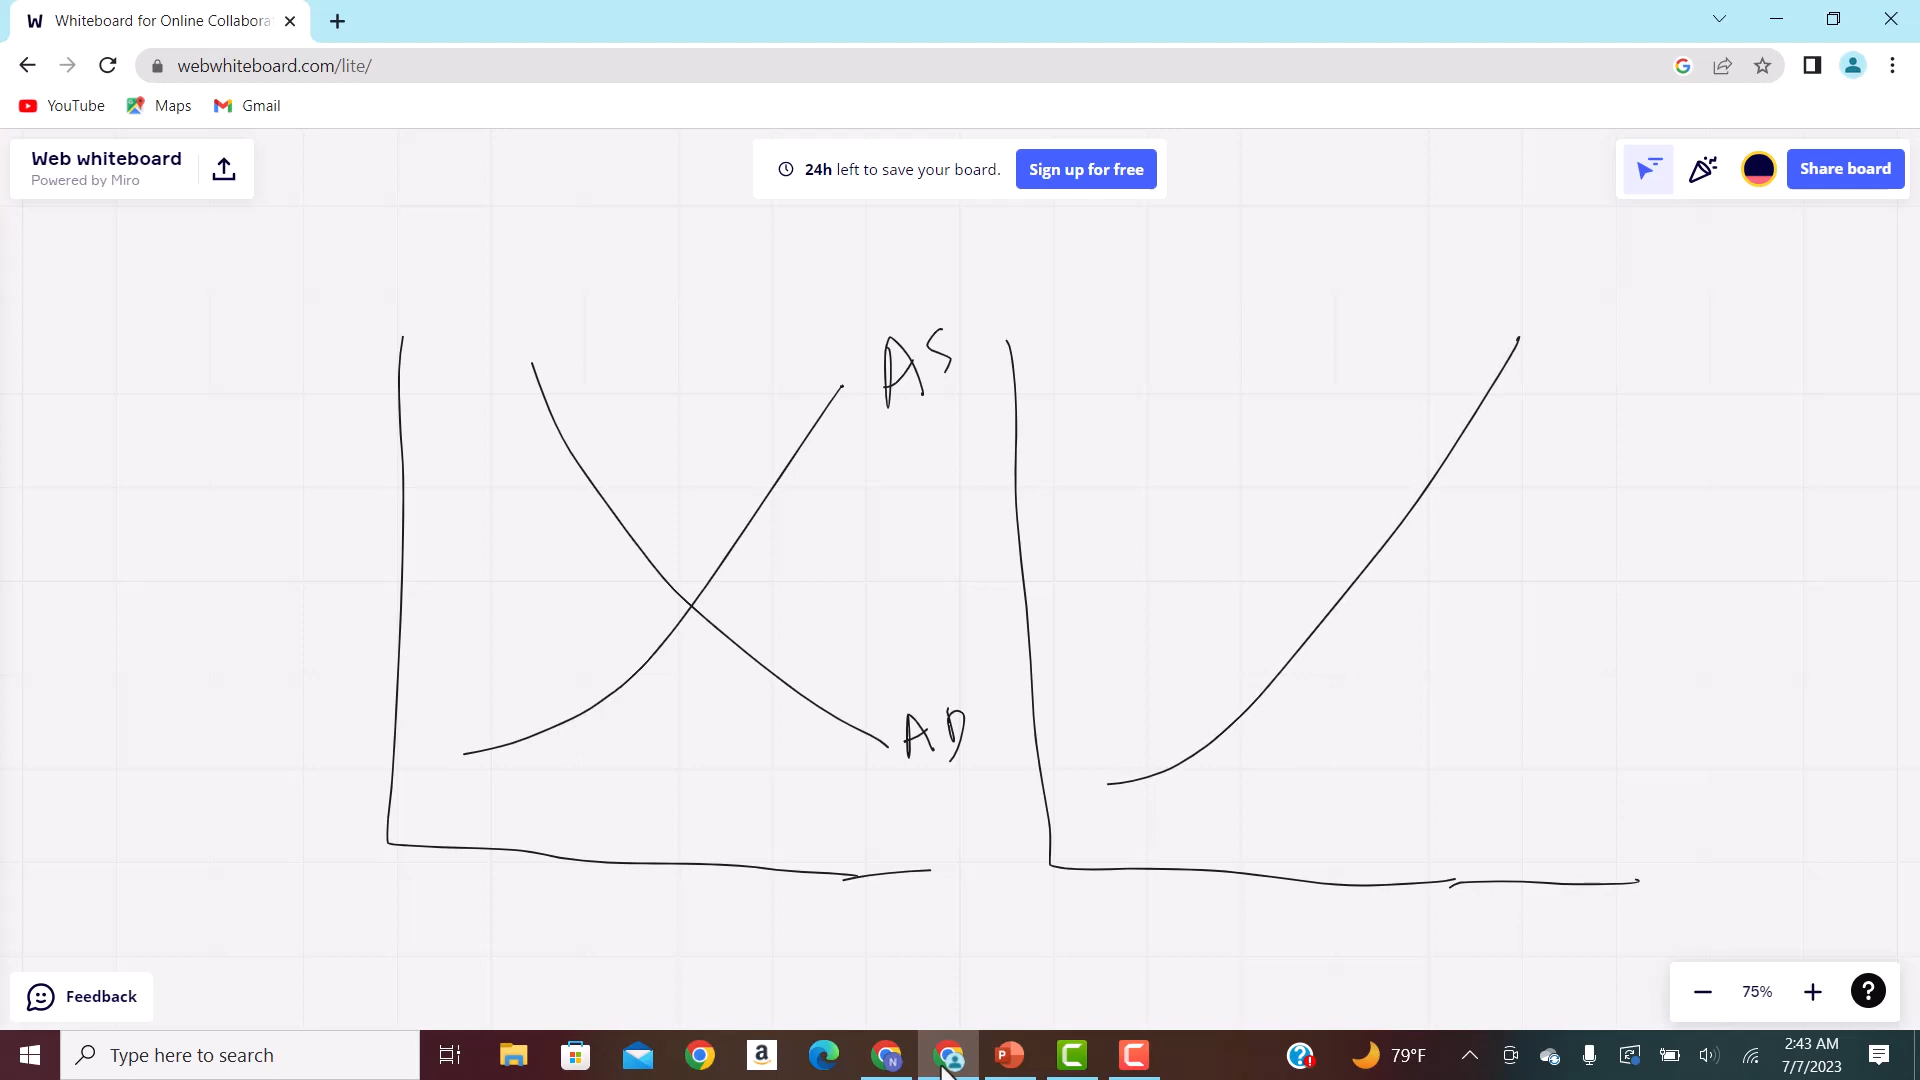 W Whiteboard for Online Collabora
webwhiteboard.com/lite/
YouTube Maps Gmail
Web whiteboard
Powered by Miro
24h left to save your board. Sign up for free
Share board
AS
AD
Feedback
75%
Type here to search
79°F
2:43 AM
7/7/2023